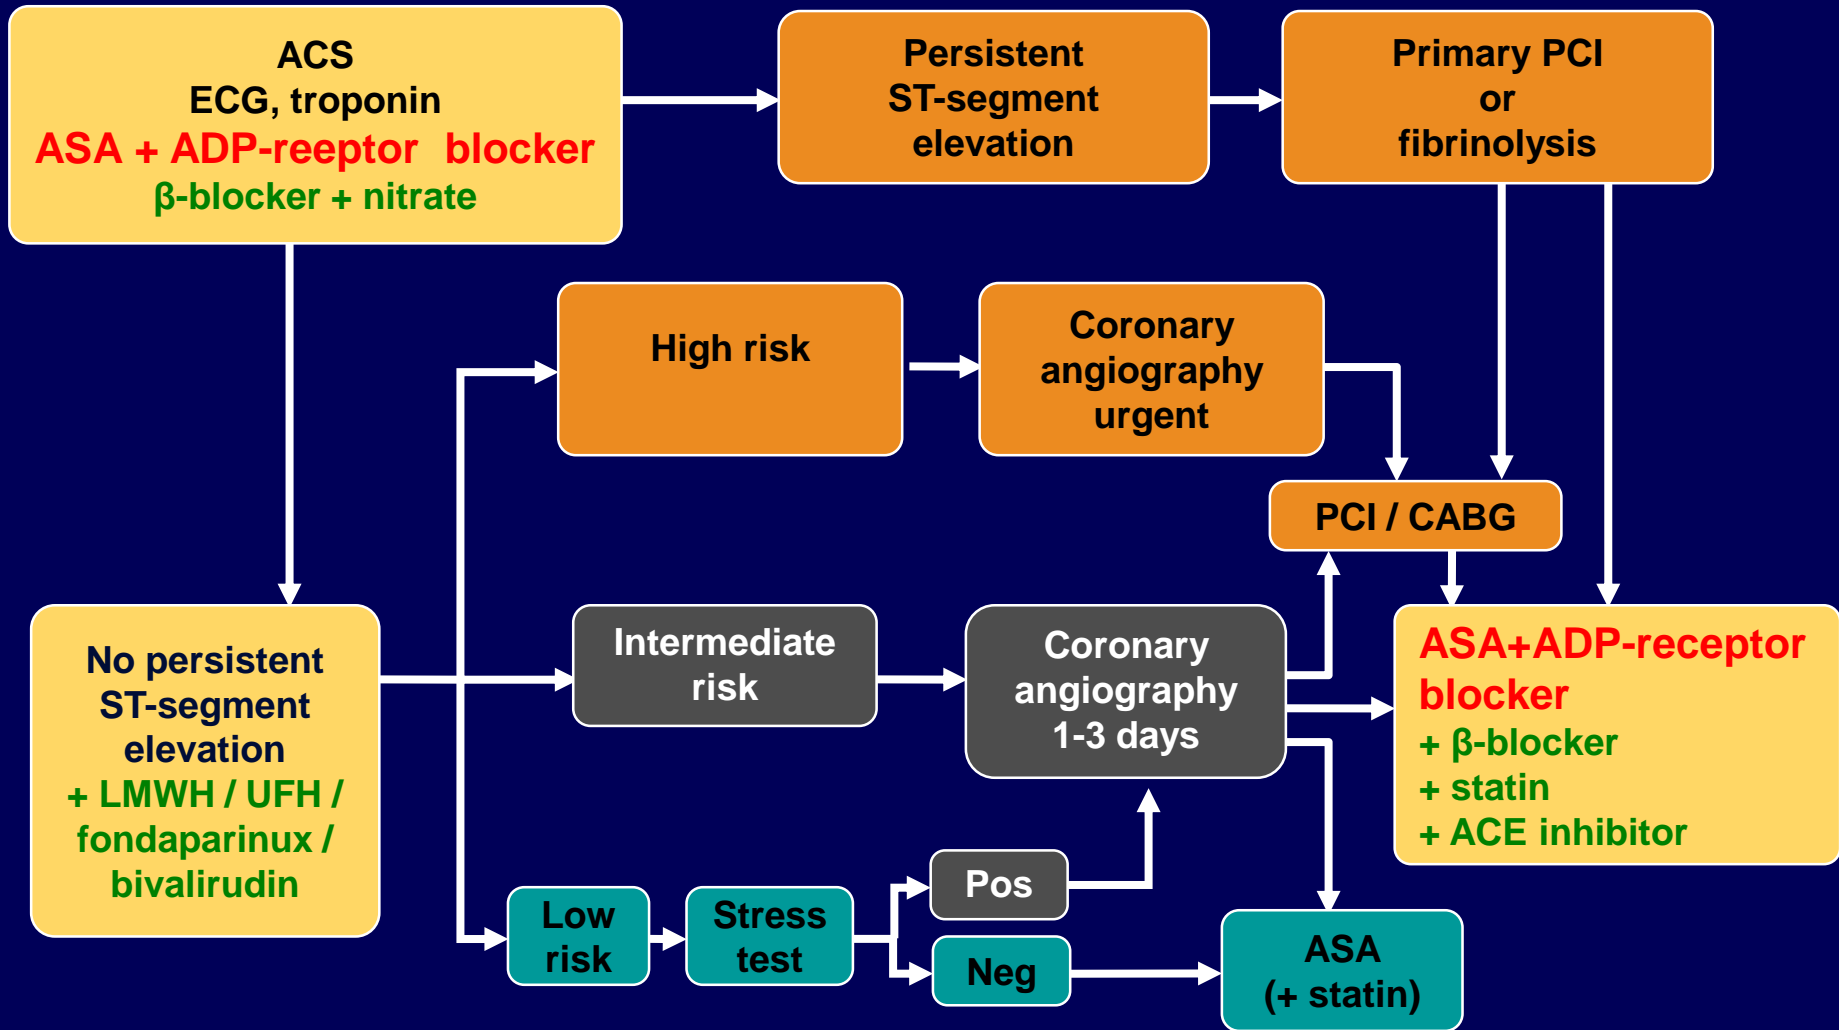 ACS
ECG, troponin
ASA + ADP-reeptor blocker
β-blocker + nitrate
Persistent
ST-segment
elevation
Primary PCI
or
fibrinolysis
High risk
Coronary
angiography
urgent
PCI / CABG
No persistent
ST-segment
elevation
+ LMWH / UFH /
fondaparinux /
bivalirudin
Intermediate
risk
Coronary
angiography
1-3 days
ASA+ADP-receptor
blocker
+ β-blocker
+ statin
+ ACE inhibitor
Low
risk
Stress
test
Pos
Neg
ASA
(+ statin)